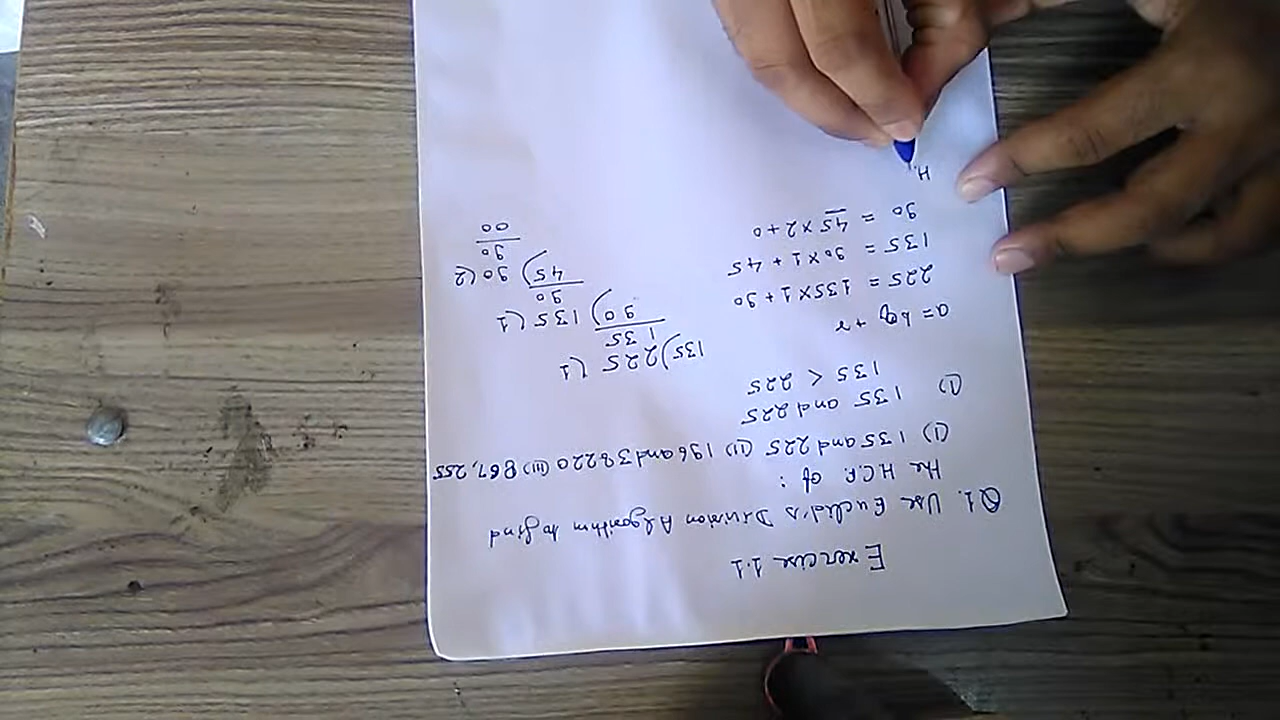 Exercise 1.1
Q1. Use Euclid's Division Algorithm to find
the H.C.F. of:
(i) 135 and 225 (ii) 196 and 38220 (iii) 867, 255
(i) 135 and 225
135 < 225
a = bq + r
225 = 135 × 1 + 90
135 = 90 × 1 + 45
90 = 45 × 2 + 0
H.
135)225(1
135
90)135(1
90
45)90(2
90
00